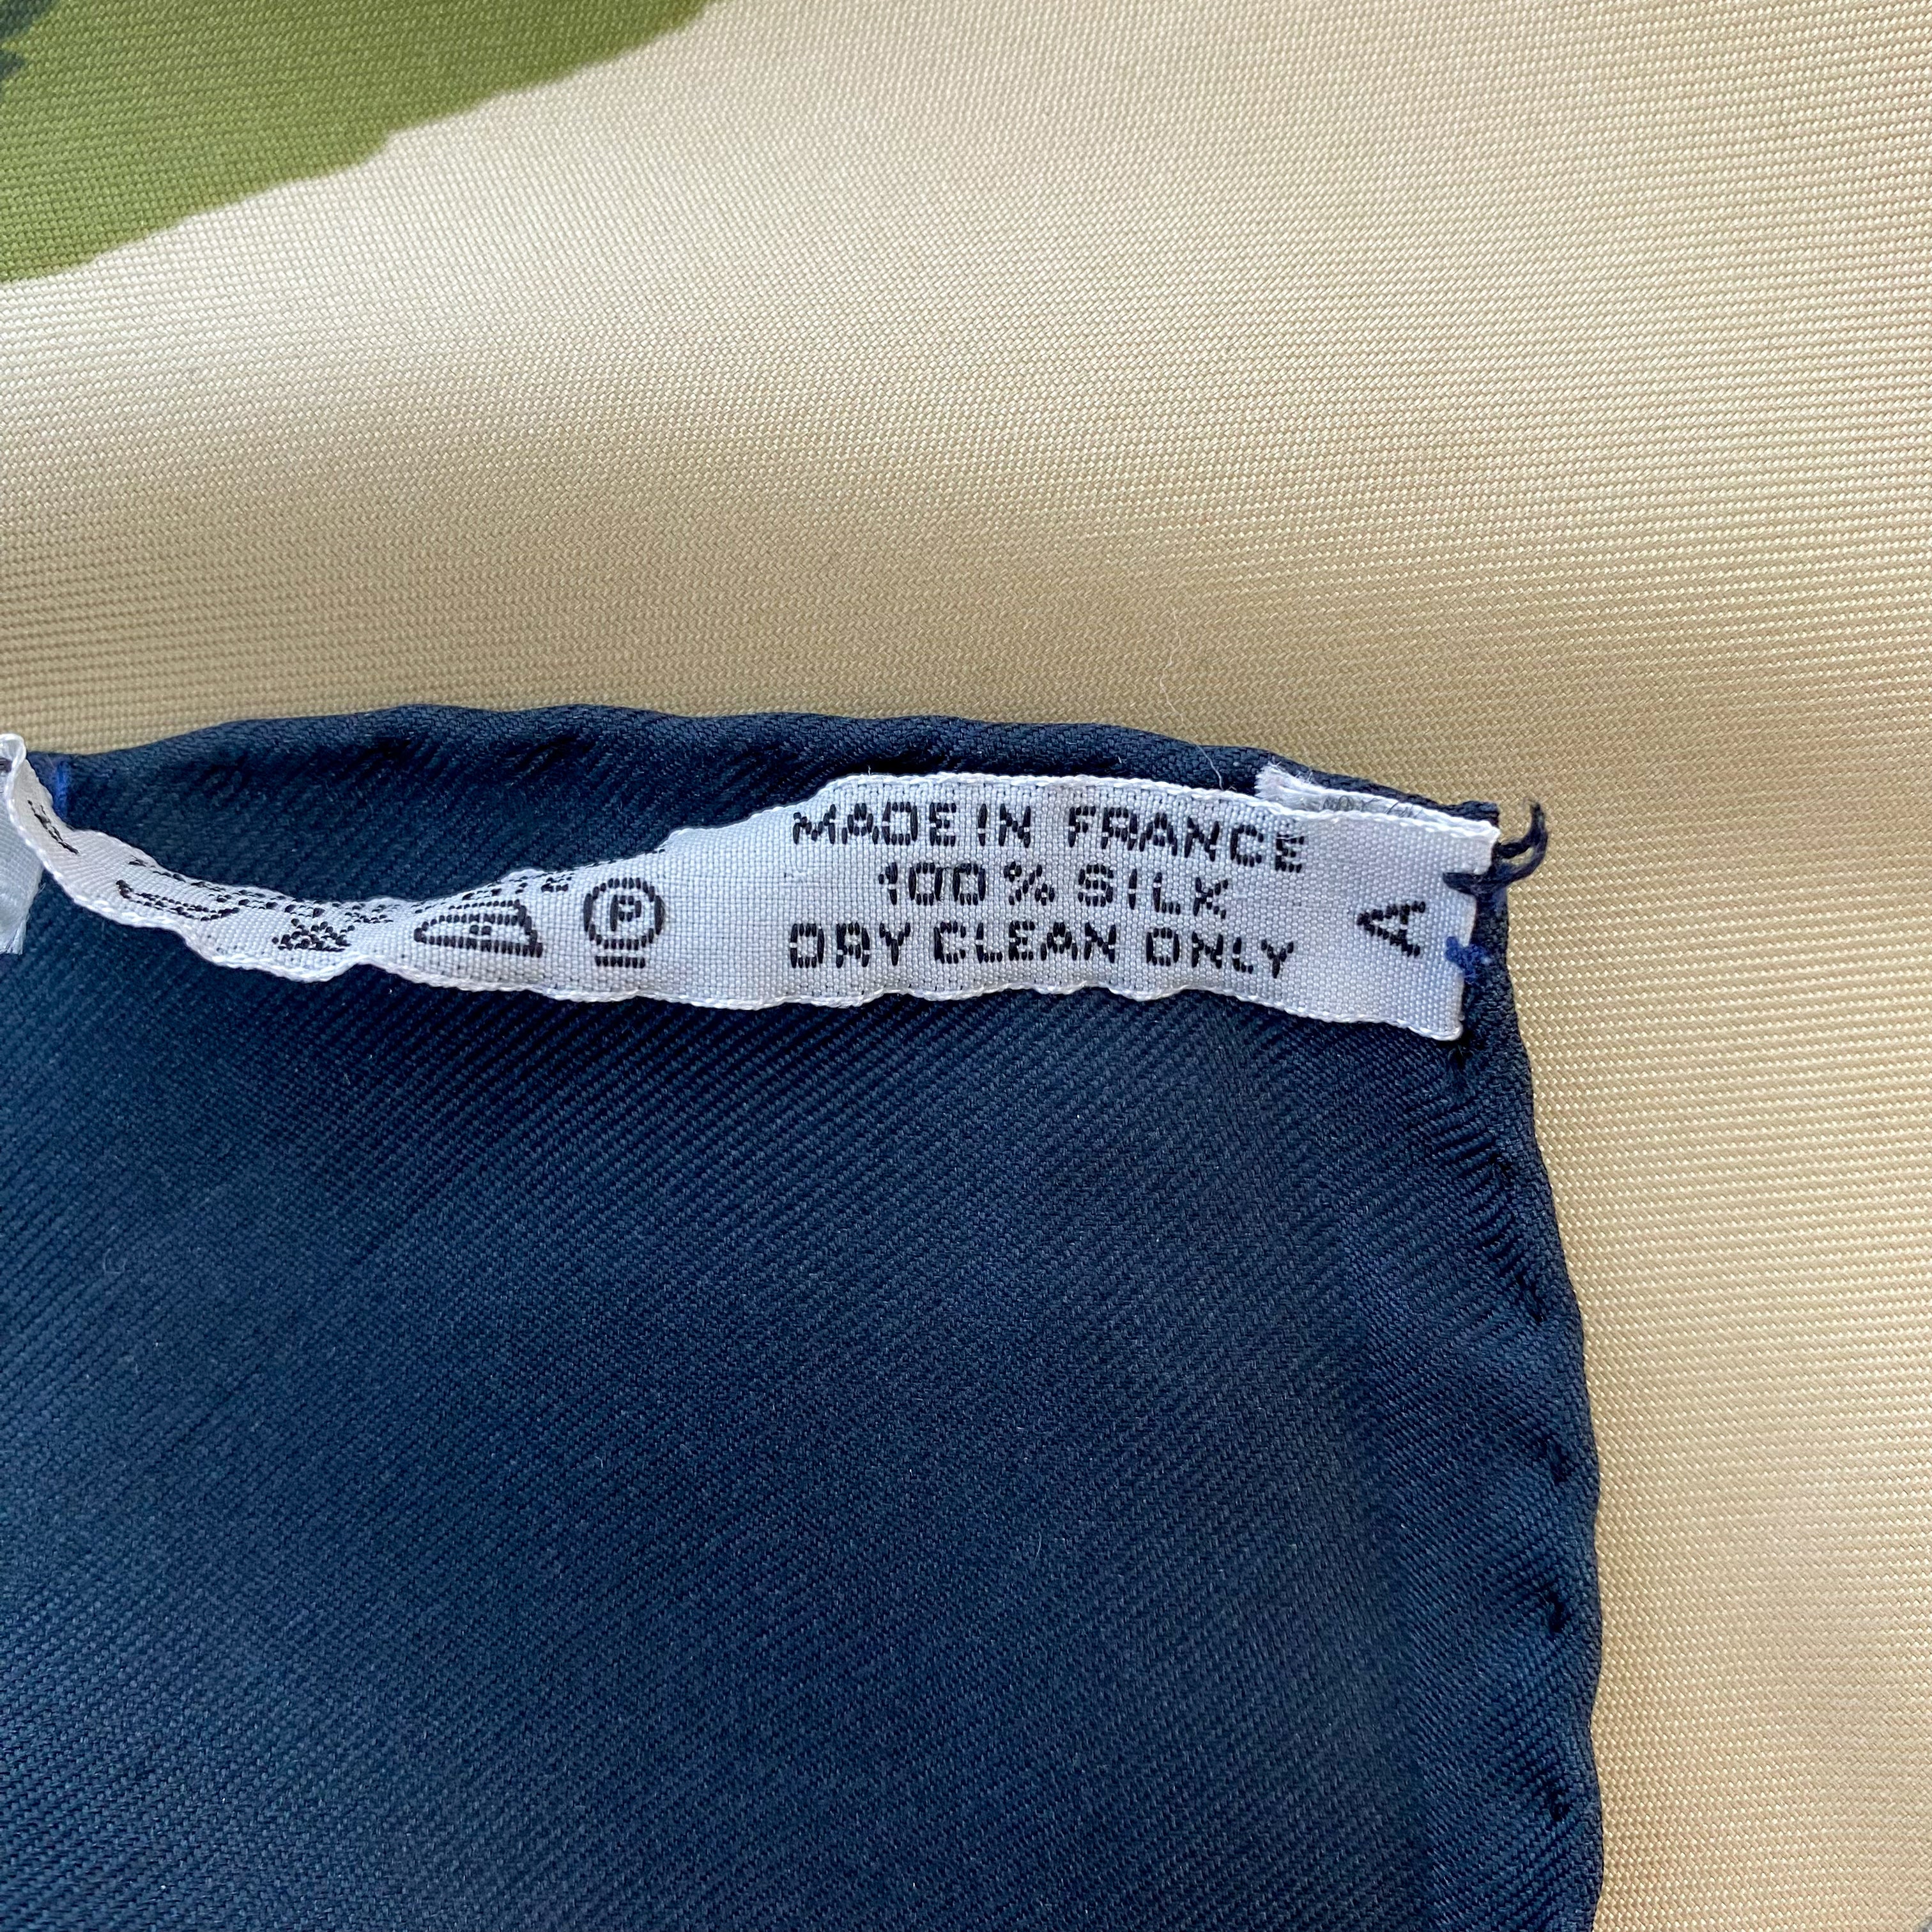 MADE IN FRANCE
100% SILK
DRY CLEAN ONLY
A
P